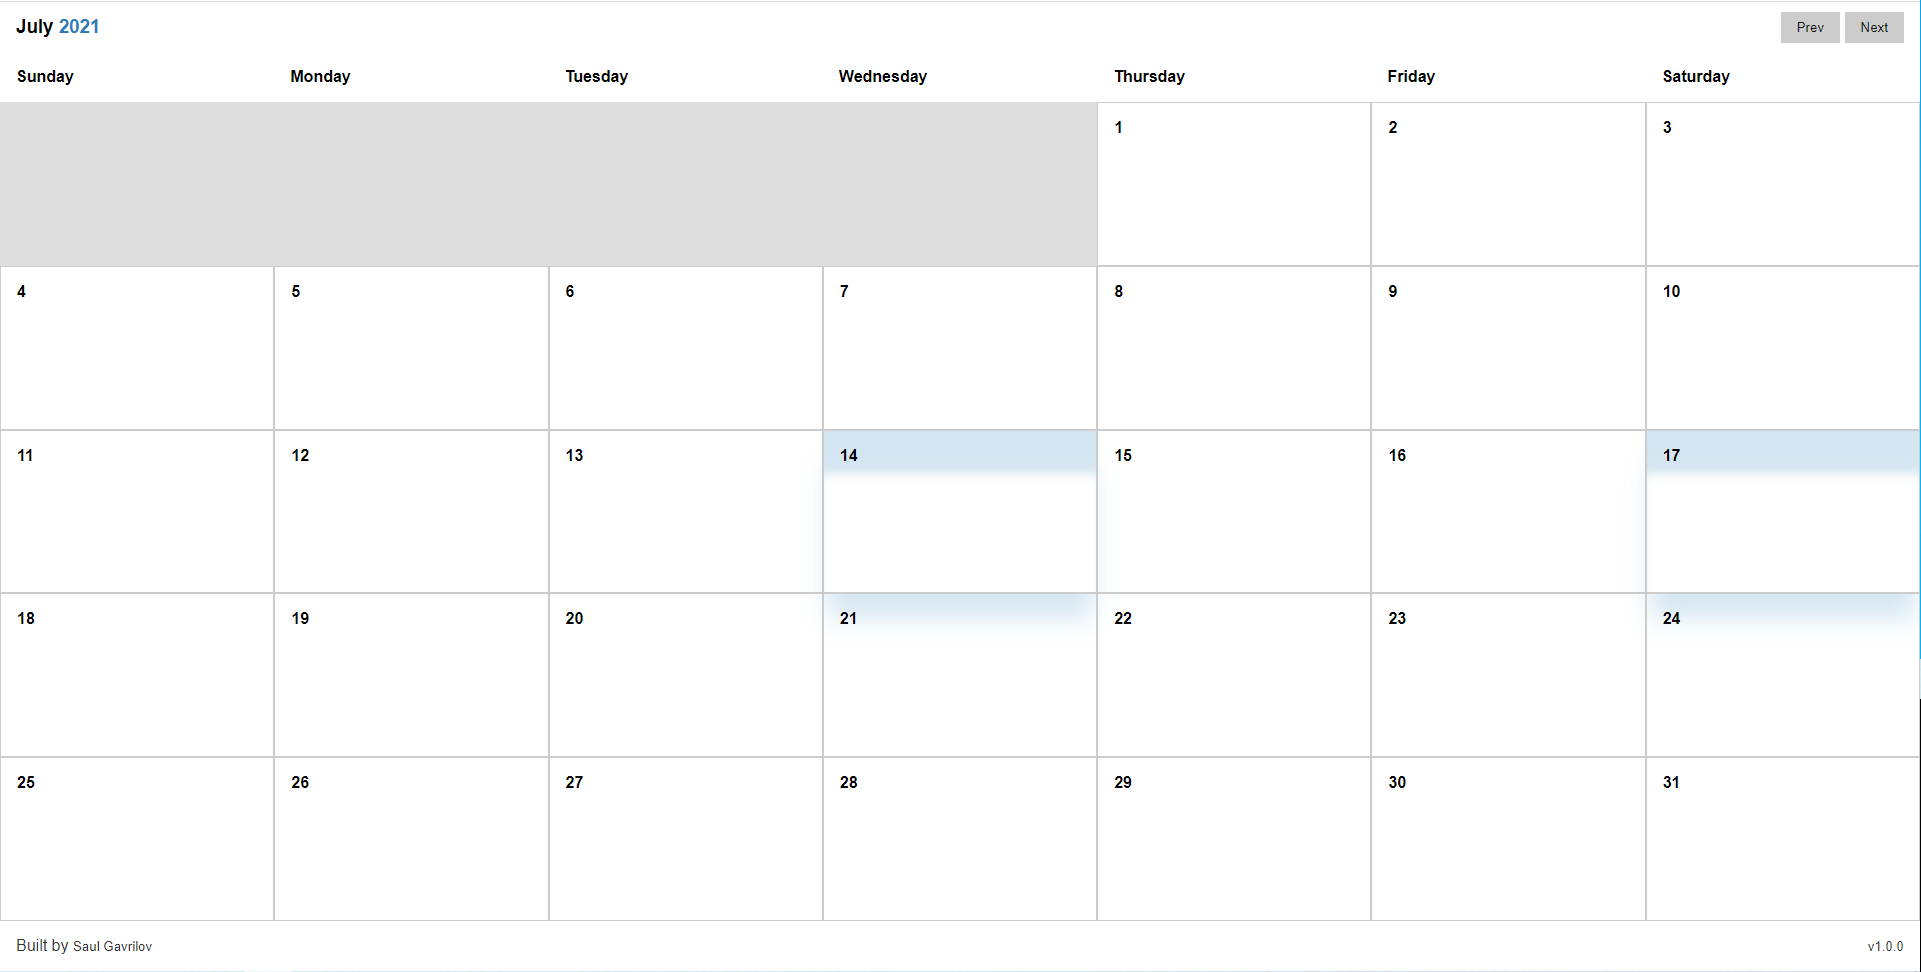 July 2021 Prev Next
Sunday Monday Tuesday Wednesday Thursday Friday Saturday
1 2 3
4 5 6 7 8 9 10
11 12 13 14 15 16 17
18 19 20 21 22 23 24
25 26 27 28 29 30 31
Built by Saul Gavrilov v1.0.0